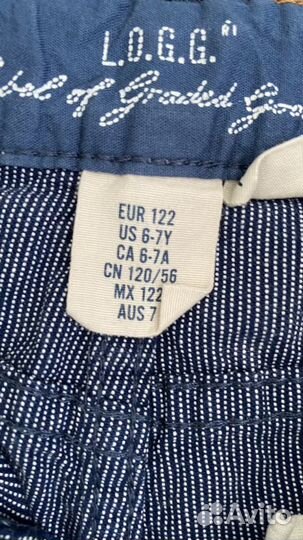 L.O.G.G.
Label of Graded Goods
EUR 122
US 6-7Y
CA 6-7A
CN 120/56
MX 122
AUS 7
Avito